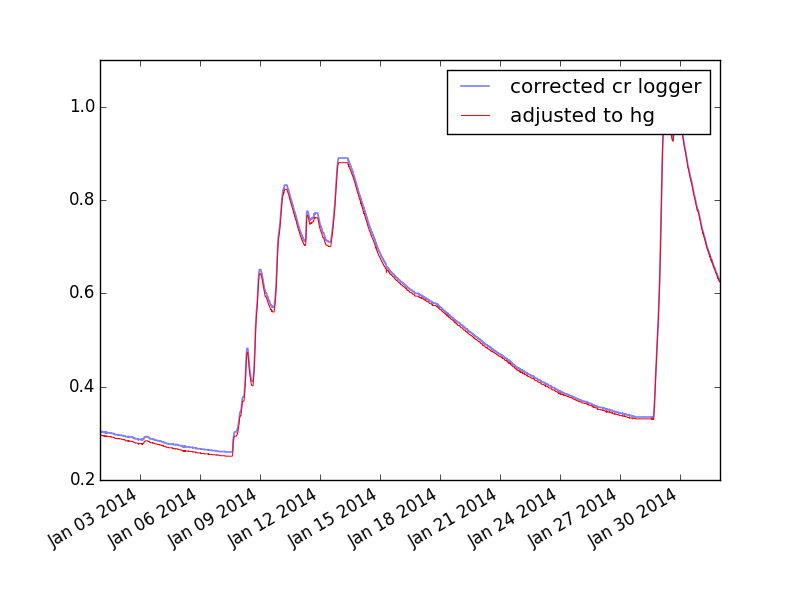 corrected cr logger
adjusted to hg
1.0
0.8
0.6
0.4
0.2
Jan 03 2014
Jan 06 2014
Jan 09 2014
Jan 12 2014
Jan 15 2014
Jan 18 2014
Jan 21 2014
Jan 24 2014
Jan 27 2014
Jan 30 2014